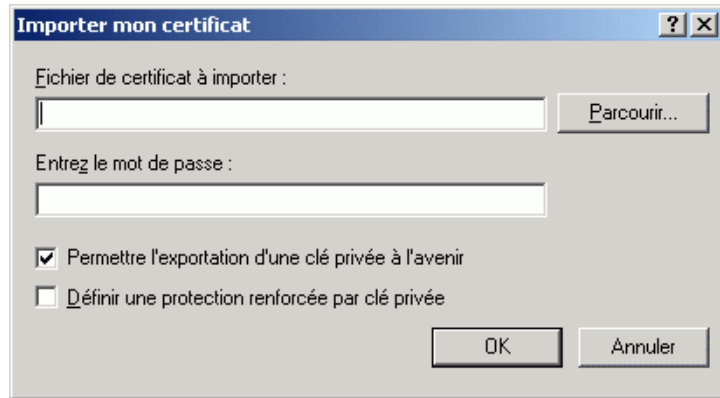 Importer mon certificat
Fichier de certificat à importer :
Parcourir...
Entrez le mot de passe :
Permettre l'exportation d'une clé privée à l'avenir
Définir une protection renforcée par clé privée
OK Annuler